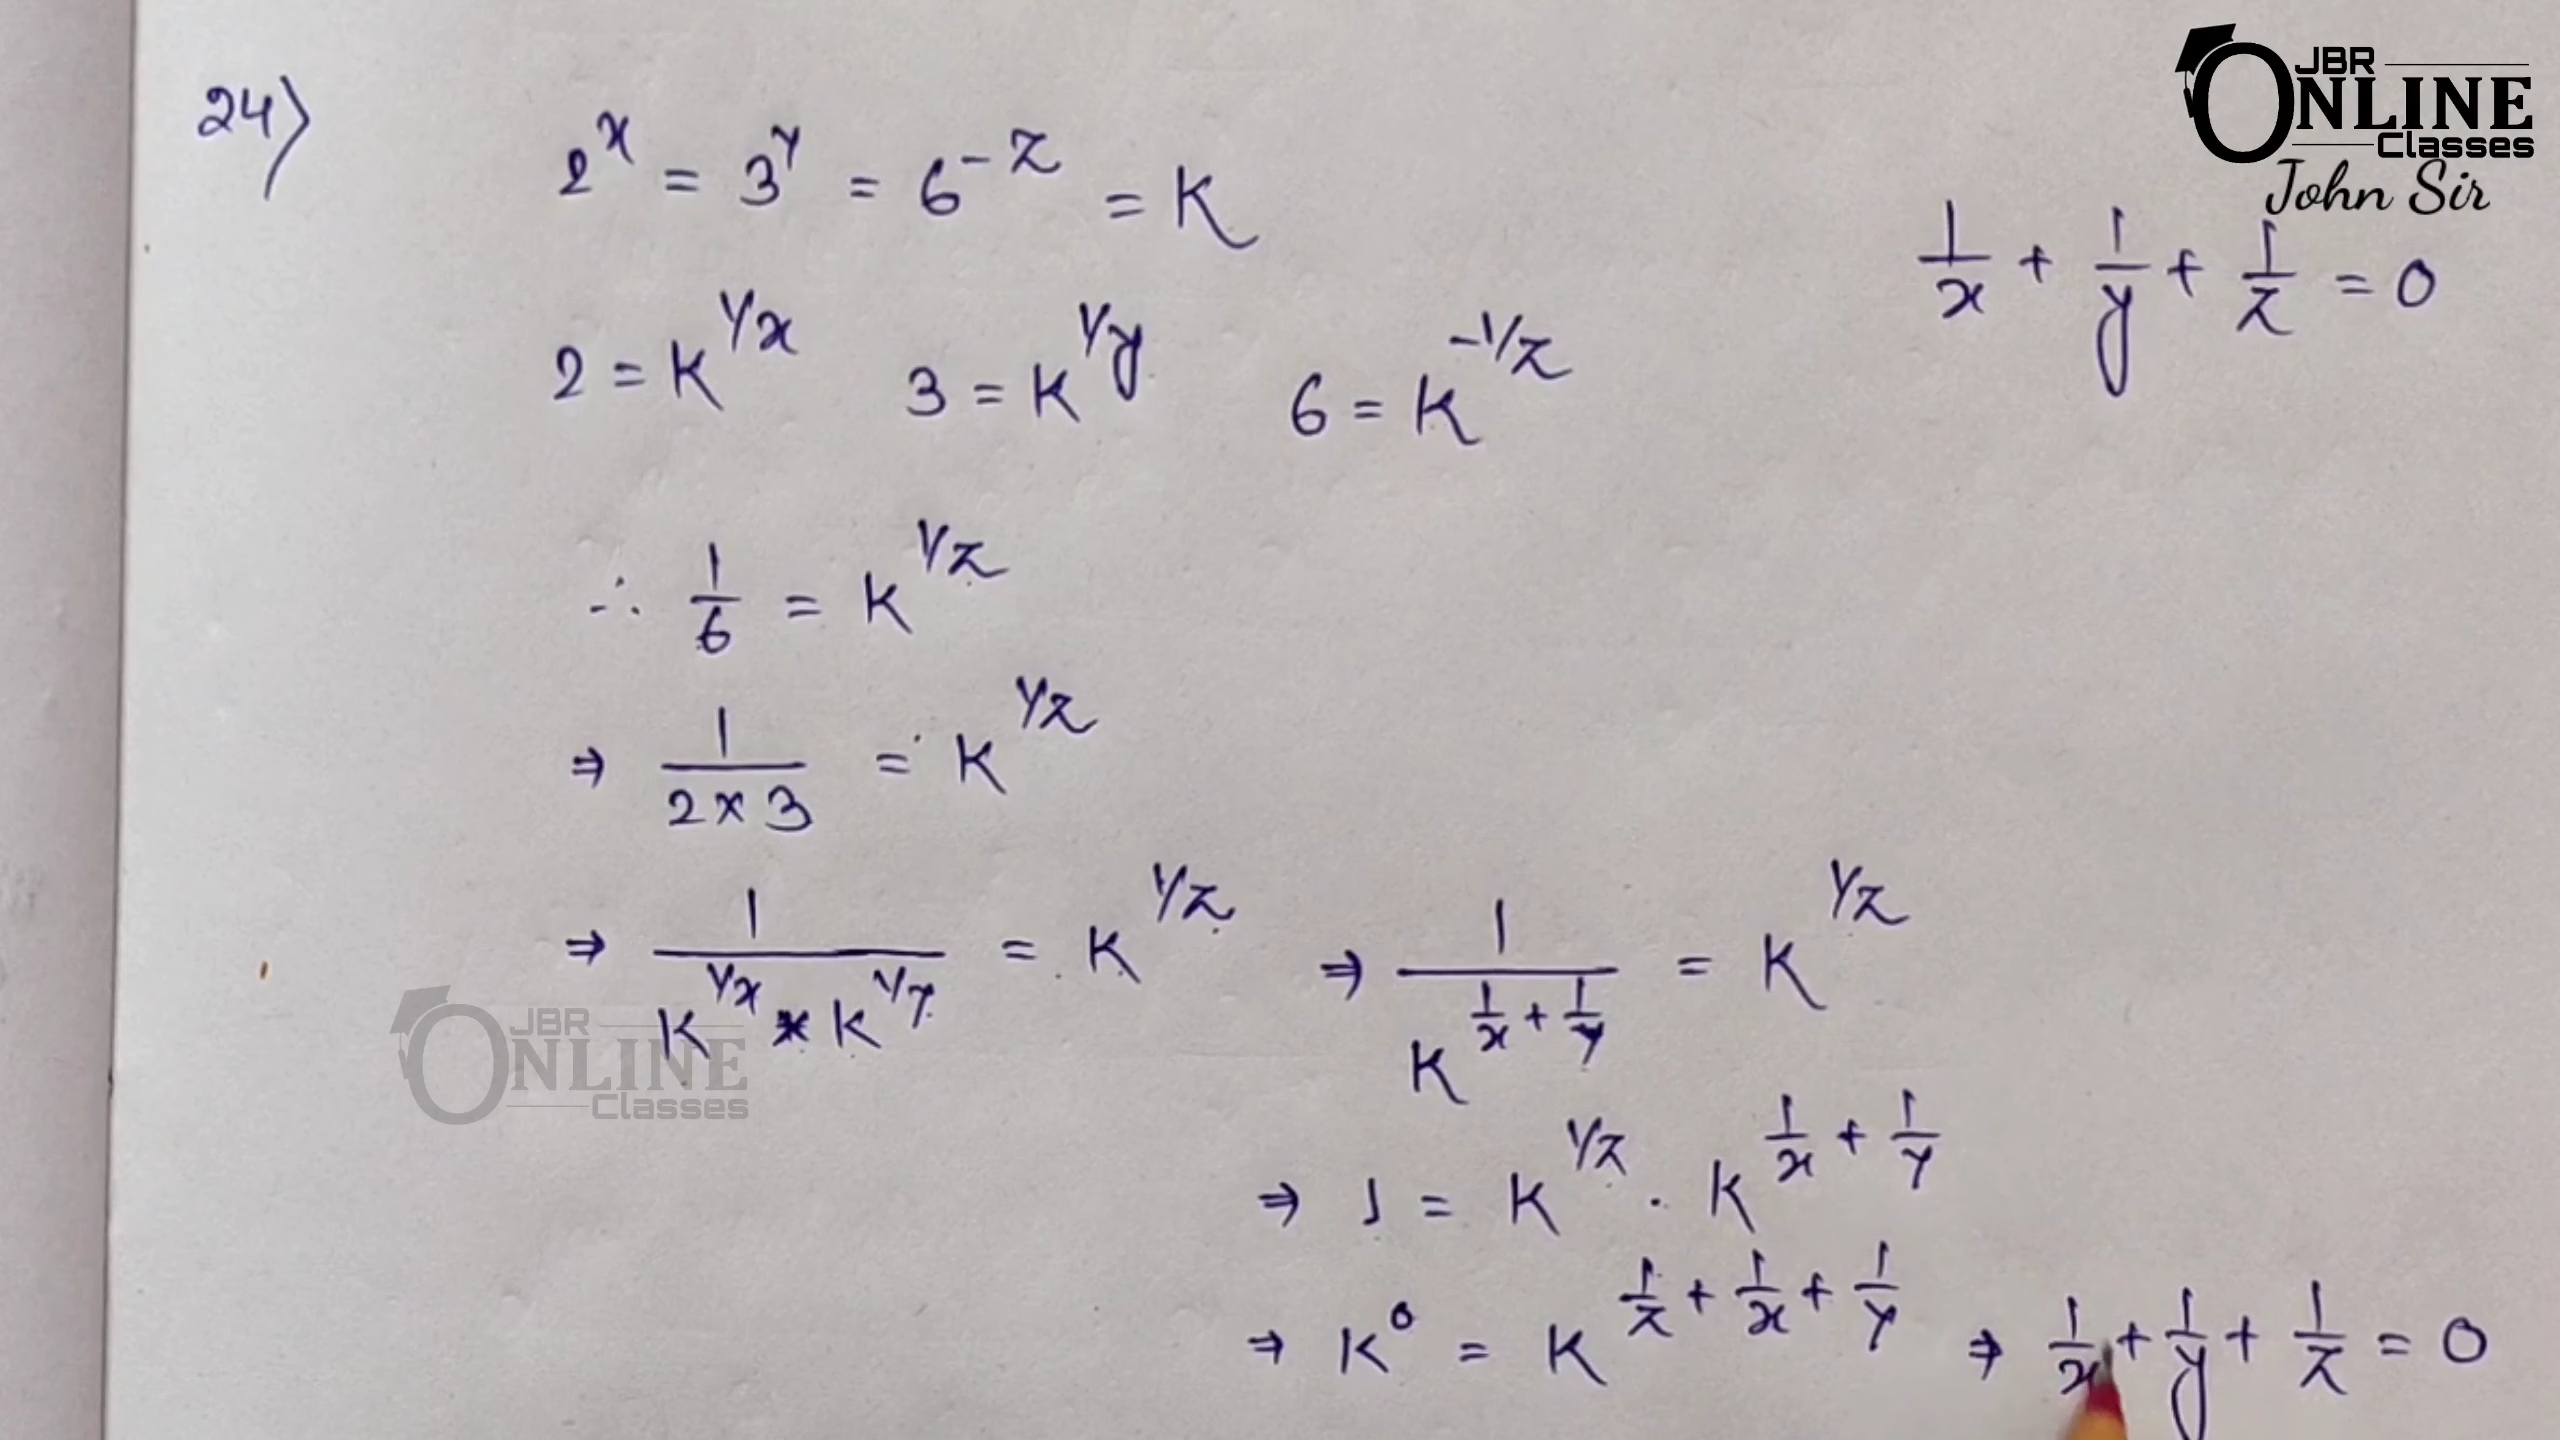 JBR
ONLINE
Classes
John Sir
24) 2^x = 3^y = 6^{-z} = K
1/x + 1/y + 1/z = 0
2 = K^{1/x} 3 = K^{1/y} 6 = K^{-1/z}
∴ 1/6 = K^{1/z}
⇒ 1/(2 × 3) = K^{1/z}
⇒ 1/(K^{1/x} × K^{1/y}) = K^{1/z} ⇒ 1/K^{1/x + 1/y} = K^{1/z}
JBR
ONLINE
Classes
⇒ 1 = K^{1/z} · K^{1/x + 1/y}
⇒ K^0 = K^{1/z + 1/x + 1/y} ⇒ 1/x + 1/y + 1/z = 0